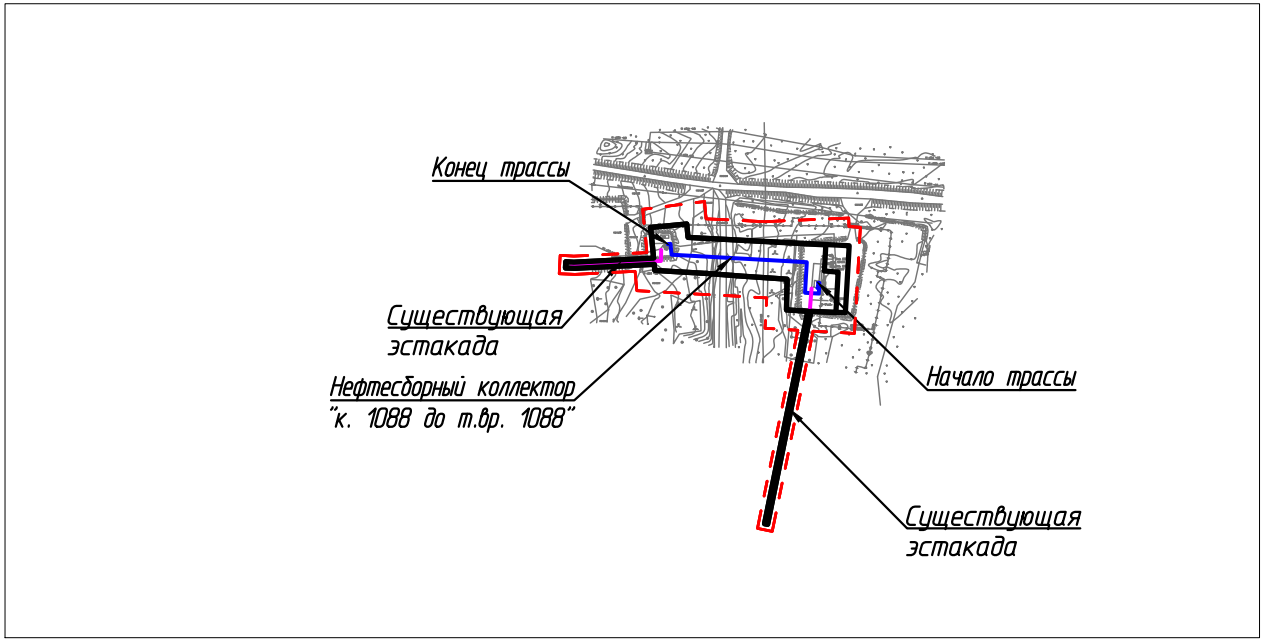 Конец трассы
Существующая
эстакада
Нефтесборный коллектор
"к. 1088 до т.вр. 1088"
Начало трассы
Существующая
эстакада